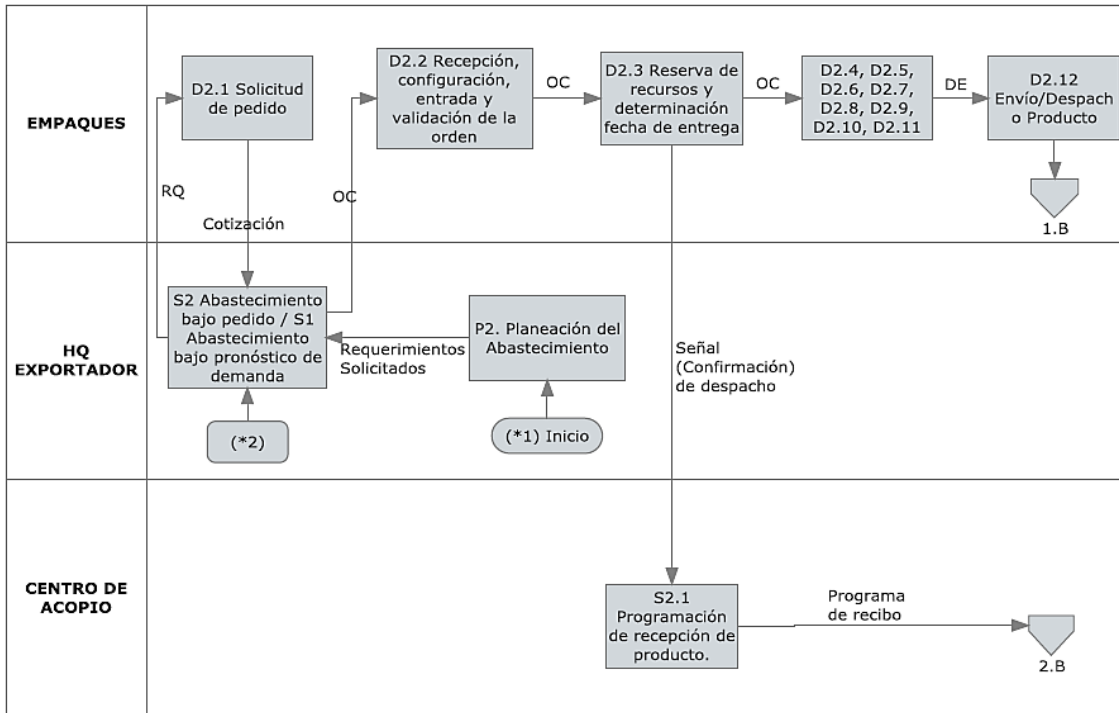 EMPAQUES
D2.1 Solicitud
de pedido
D2.2 Recepción,
configuración,
entrada y
validación de la
orden
OC
D2.3 Reserva de
recursos y
determinación
fecha de entrega
OC
D2.4, D2.5,
D2.6, D2.7,
D2.8, D2.9,
D2.10, D2.11
DE
D2.12
Envío/Despach
o Producto
1.B
RQ
OC
Cotización
HQ
EXPORTADOR
S2 Abastecimiento
bajo pedido / S1
Abastecimiento
bajo pronóstico de
demanda
Requerimientos
Solicitados
P2. Planeación del
Abastecimiento
Señal
(Confirmación)
de despacho
(*2)
(*1) Inicio
CENTRO DE
ACOPIO
S2.1
Programación
de recepción de
producto.
Programa
de recibo
2.B